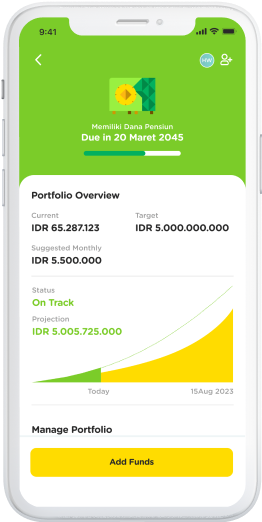 9:41
HW
Memiliki Dana Pensiun
Due in 20 Maret 2045
Portfolio Overview
Current Target
IDR 65.287.123 IDR 5.000.000.000
Suggested Monthly
IDR 5.500.000
Status
On Track
Projection
IDR 5.005.725.000
Today 15Aug 2023
Manage Portfolio
Add Funds